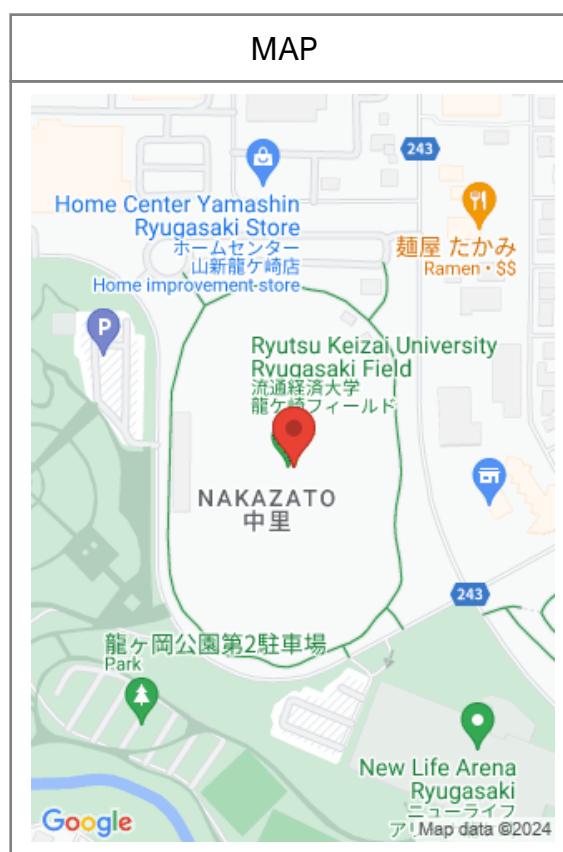 MAP
243
Home Center Yamashin
Ryugasaki Store
ホームセンター
山新龍ケ崎店
Home improvement store
麺屋 たかみ
Ramen・$$
P
Ryutsu Keizai University
Ryugasaki Field
流通経済大学
龍ケ崎フィールド
NAKAZATO
中里
243
龍ヶ岡公園第2駐車場
Park
New Life Arena
Ryugasaki
ニューライフ
Google
Map data ©2024